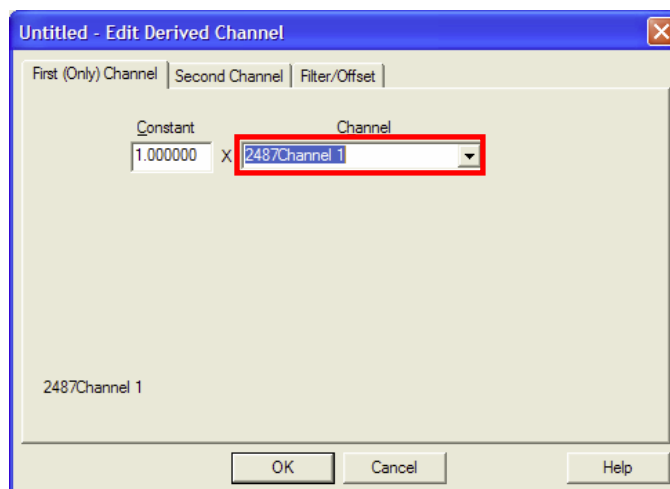 Untitled - Edit Derived Channel
First (Only) Channel
Second Channel
Filter/Offset
Constant
Channel
1.000000 X 2487Channel 1
2487Channel 1
OK
Cancel
Help